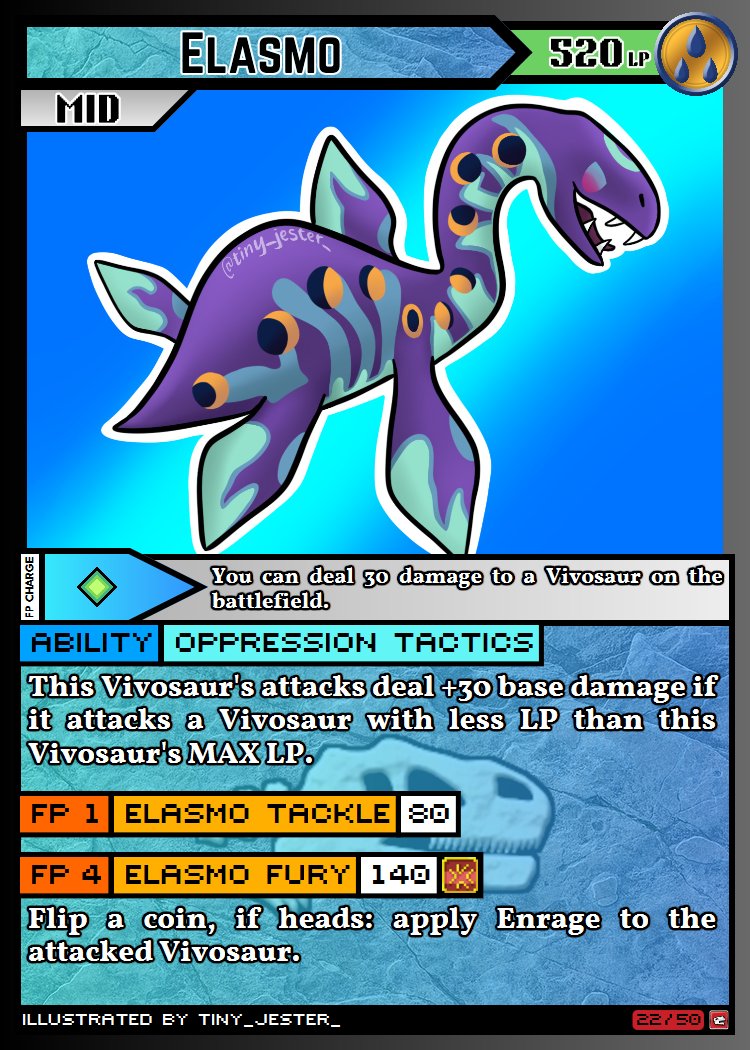 ELASMO
520 LP
MID
@tiny_jester_
FP CHARGE
You can deal 30 damage to a Vivosaur on the
battlefield.
ABILITY OPPRESSION TACTICS
This Vivosaur's attacks deal +30 base damage if
it attacks a Vivosaur with less LP than this
Vivosaur's MAX LP.
FP 1 ELASMO TACKLE 80
FP 4 ELASMO FURY 140
Flip a coin, if heads: apply Enrage to the
attacked Vivosaur.
ILLUSTRATED BY TINY_JESTER_
22/50